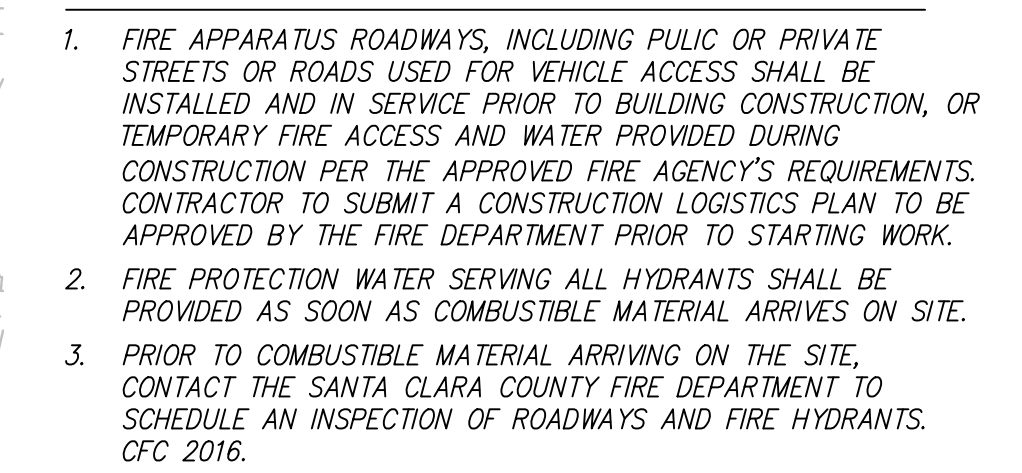 1. FIRE APPARATUS ROADWAYS, INCLUDING PULIC OR PRIVATE
STREETS OR ROADS USED FOR VEHICLE ACCESS SHALL BE
INSTALLED AND IN SERVICE PRIOR TO BUILDING CONSTRUCTION, OR
TEMPORARY FIRE ACCESS AND WATER PROVIDED DURING
CONSTRUCTION PER THE APPROVED FIRE AGENCY'S REQUIREMENTS.
CONTRACTOR TO SUBMIT A CONSTRUCTION LOGISTICS PLAN TO BE
APPROVED BY THE FIRE DEPARTMENT PRIOR TO STARTING WORK.
2. FIRE PROTECTION WATER SERVING ALL HYDRANTS SHALL BE
PROVIDED AS SOON AS COMBUSTIBLE MATERIAL ARRIVES ON SITE.
3. PRIOR TO COMBUSTIBLE MATERIAL ARRIVING ON THE SITE,
CONTACT THE SANTA CLARA COUNTY FIRE DEPARTMENT TO
SCHEDULE AN INSPECTION OF ROADWAYS AND FIRE HYDRANTS.
CFC 2016.